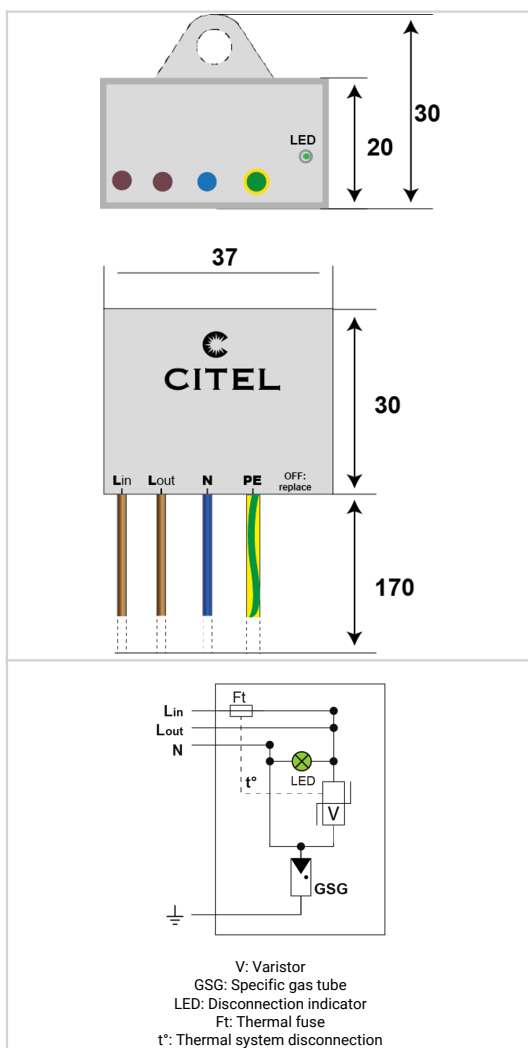 30
LED
20
37
CITEL
30
Lin Lout N PE OFF:
replace
170
Ft
Lin
Lout
N
LED
t°
V
GSG
V: Varistor
GSG: Specific gas tube
LED: Disconnection indicator
Ft: Thermal fuse
t°: Thermal system disconnection